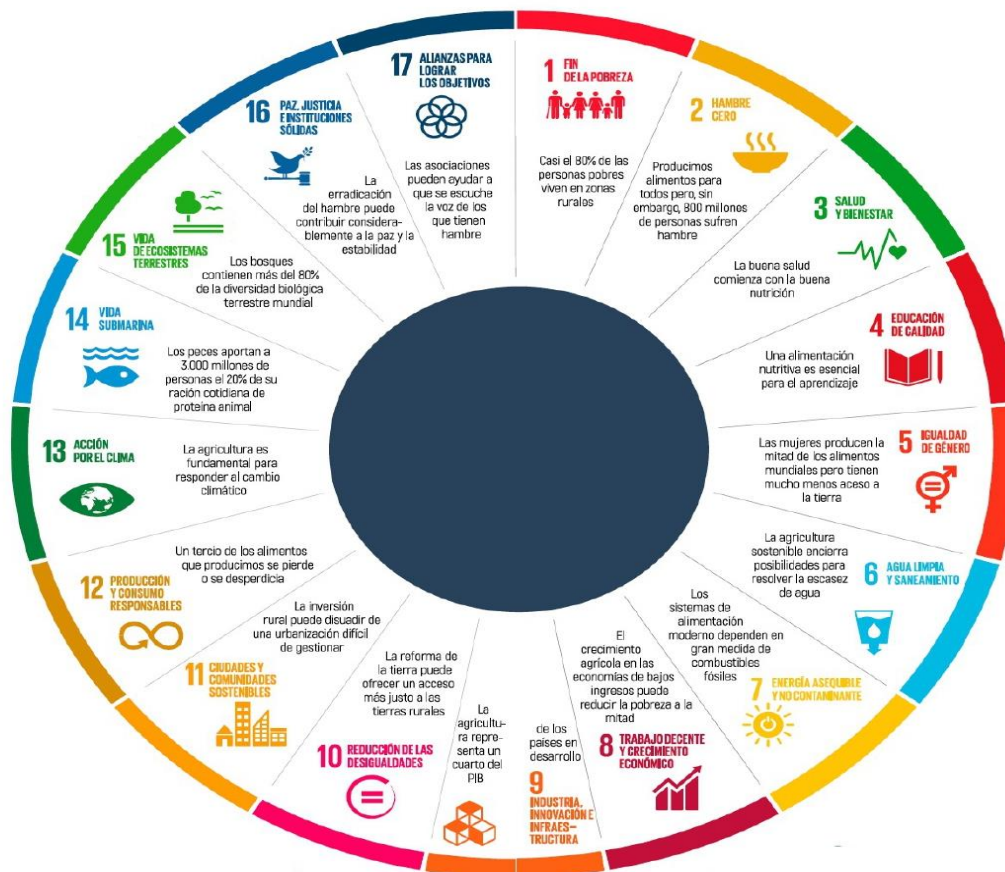 1 FIN
DE LA POBREZA
Casi el 80% de las
personas pobres
viven en zonas
rurales
2 HAMBRE
CERO
Producimos
alimentos para
todos pero, sin
embargo, 800 millones
de personas sufren
hambre
3 SALUD
Y BIENESTAR
La buena salud
comienza con la buena
nutrición
4 EDUCACIÓN
DE CALIDAD
Una alimentación
nutritiva es esencial
para el aprendizaje
5 IGUALDAD
DE GÉNERO
Las mujeres producen la
mitad de los alimentos
mundiales pero tienen
mucho menos aceso a
la tierra
6 AGUA LIMPIA
Y SANEAMIENTO
La agricultura
sostenible encierra
posibilidades para
resolver la escasez
de agua
7 ENERGÍA ASEQUIBLE
Y NO CONTAMINANTE
Los
sistemas de
alimentación
moderno dependen en
gran medida de
combustibles
fósiles
8 TRABAJO DECENTE
Y CRECIMIENTO
ECONÓMICO
El
crecimiento
agrícola en las
economías de bajos
ingresos puede
reducir la pobreza a la
mitad
9
INDUSTRIA,
INNOVACIÓN E
INFRAES-
TRUCTURA
La
agricultu-
ra repre-
senta un
cuarto del
PIB
de los
países en
desarrollo
10 REDUCCIÓN DE LAS
DESIGUALDADES
La reforma de
la tierra puede
ofrecer un acceso
más justo a las
tierras rurales
11 CIUDADES Y
COMUNIDADES
SOSTENIBLES
La inversión
rural puede disuadir de
una urbanización difícil
de gestionar
12 PRODUCCIÓN
Y CONSUMO
RESPONSABLES
Un tercio de los alimentos
que producimos se pierde
o se desperdicia
13 ACCIÓN
POR EL CLIMA
La agricultura es
fundamental para
responder al cambio
climático
14 VIDA
SUBMARINA
Los peces aportan a
3.000 millones de
personas el 20% de su
ración cotidiana de
proteína animal
15 VIDA
DE ECOSISTEMAS
TERRESTRES
Los bosques
contienen más del 80%
de la diversidad biológica
terrestre mundial
16 PAZ, JUSTICIA
E INSTITUCIONES
SÓLIDAS
La
erradicación
del hambre puede
contribuir considera-
blemente a la paz y la
estabilidad
17 ALIANZAS PARA
LOGRAR
LOS OBJETIVOS
Las asociaciones
pueden ayudar a
que se escuche
la voz de los
que tienen
hambre